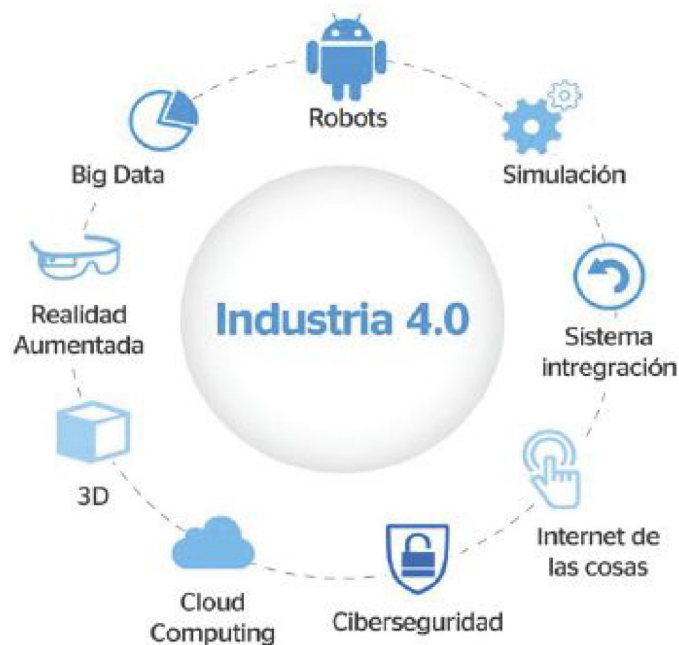 Robots
Simulación
Sistema
intregración
Internet de
las cosas
Ciberseguridad
Cloud
Computing
3D
Realidad
Aumentada
Big Data
Industria 4.0